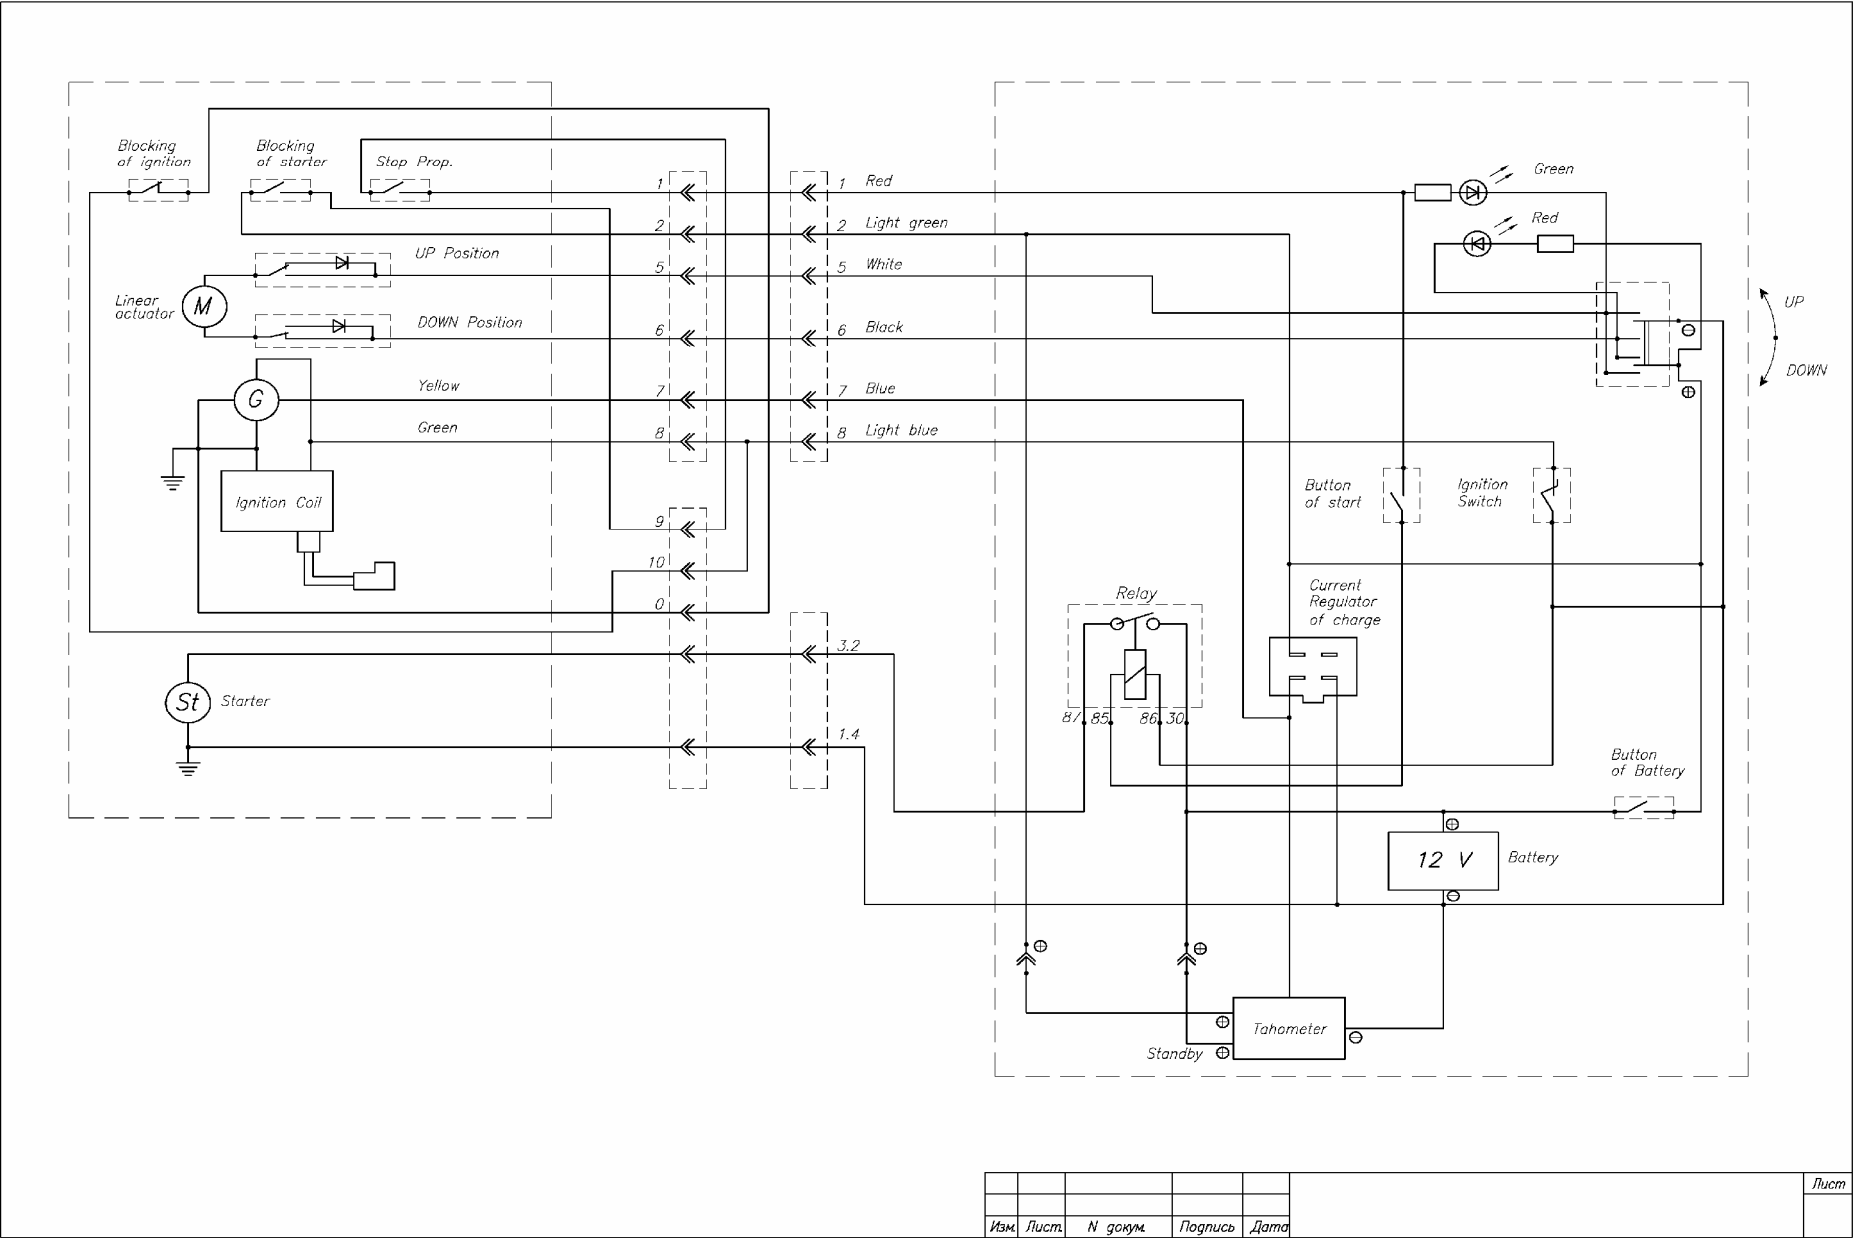 Blocking
of ignition
Blocking
of starter
Stop Prop.
1
1
Red
Green
2
2
Light green
Red
UP Position
5
5
White
Linear
actuator
M
UP
DOWN Position
6
6
Black
DOWN
Yellow
7
7
Blue
G
Green
8
8
Light blue
Button
of start
Ignition
Switch
Ignition Coil
9
10
0
Current
Regulator
of charge
Relay
3.2
St
Starter
87
85
86
30
1.4
Button
of Battery
12 V
Battery
Tahometer
Standby
Лист
Изм.
Лист.
N докум.
Подпись
Дата